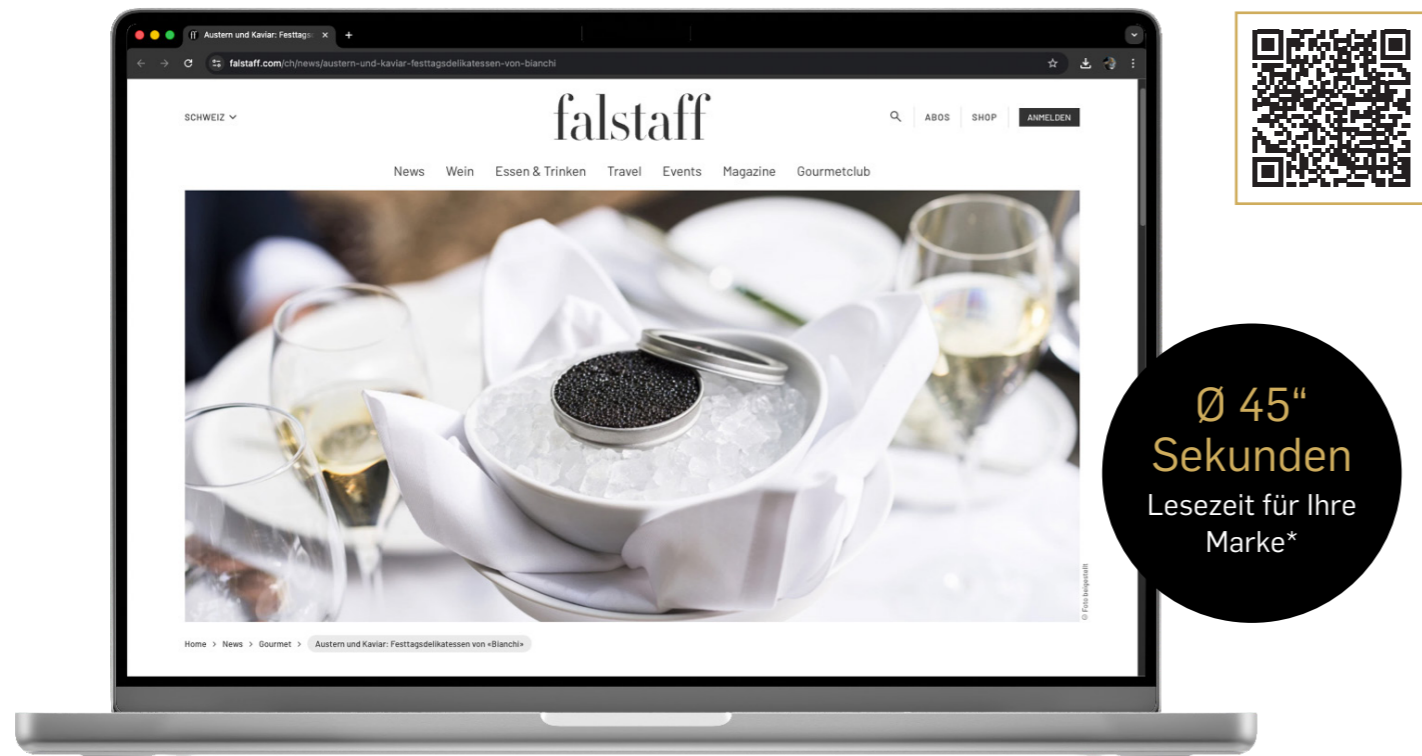 Austern und Kaviar: Festtags
falstaff.com/ch/news/austern-und-kaviar-festtagsdelikatessen-von-bianchi
SCHWEIZ
falstaff
ABOS
SHOP
ANMELDEN
News Wein Essen & Trinken Travel Events Magazine Gourmetclub
© Foto beigestellt
Home > News > Gourmet > Austern und Kaviar: Festtagsdelikatessen von «Bianchi»
Ø 45“
Sekunden
Lesezeit für Ihre
Marke*